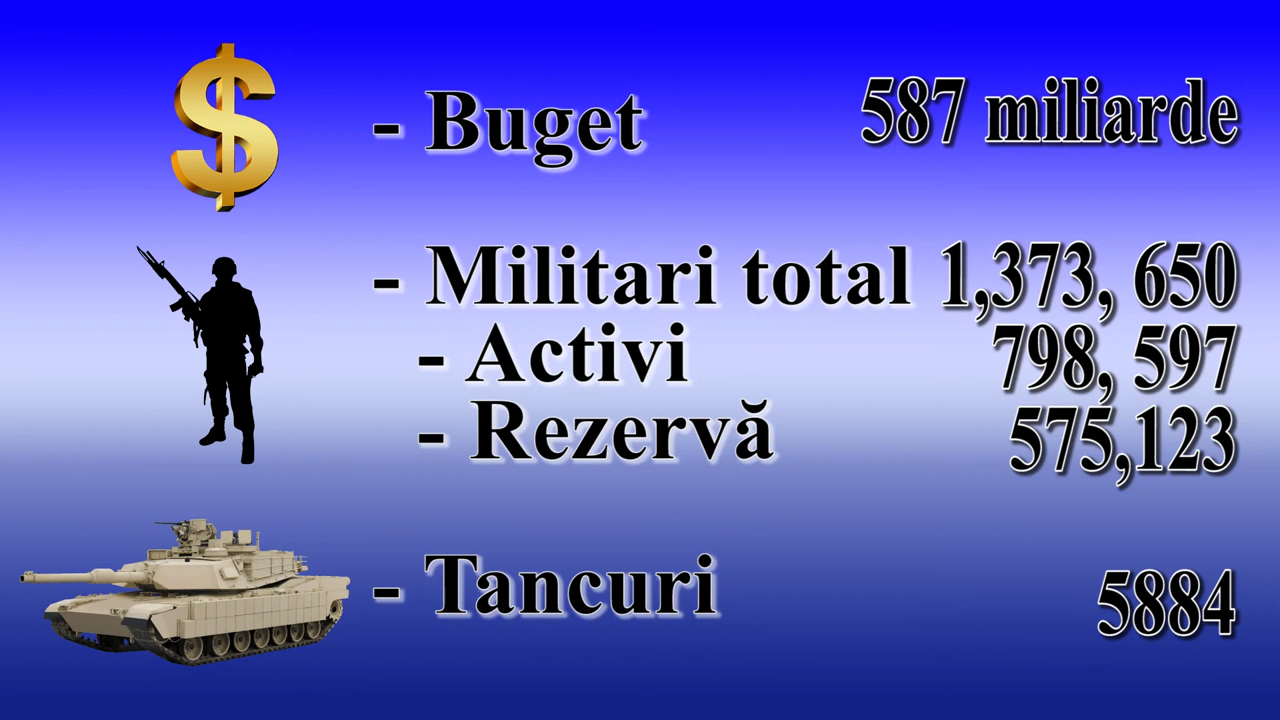 - Buget 587 miliarde
- Militari total 1,373, 650
- Activi 798, 597
- Rezervă 575,123
- Tancuri 5884